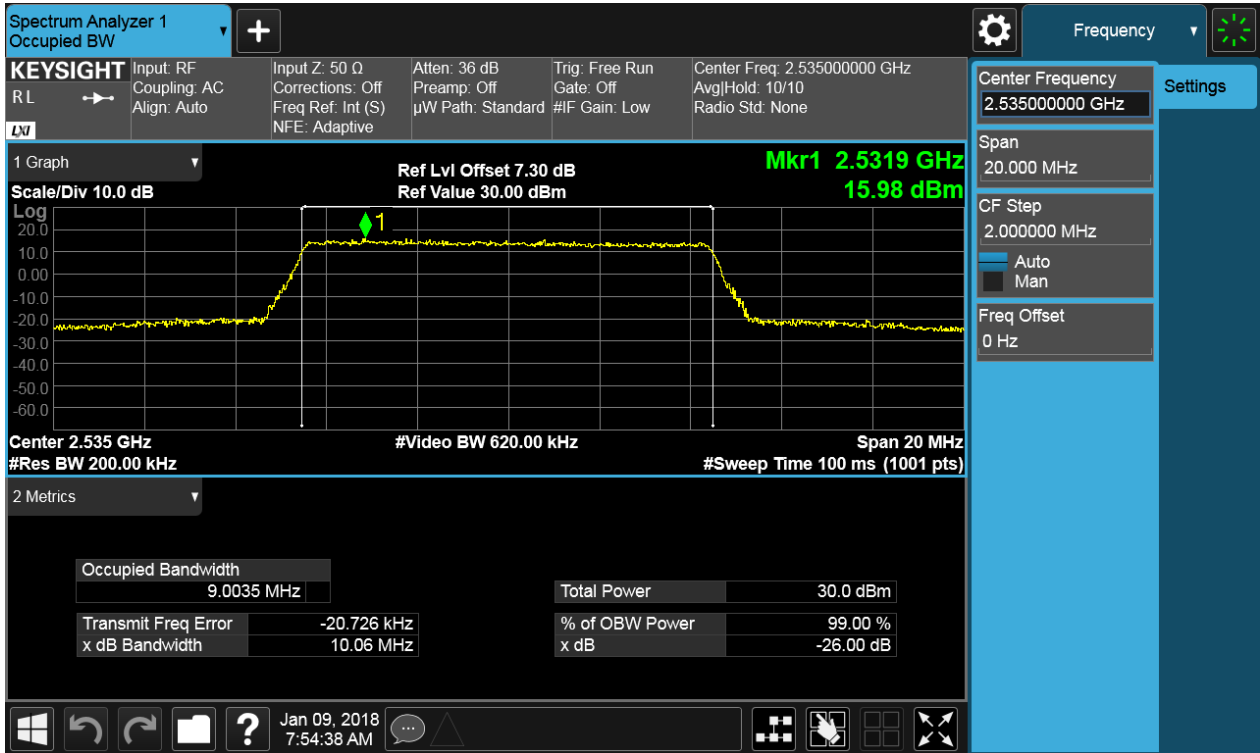 Spectrum Analyzer 1
Occupied BW
+
Frequency
KEYSIGHT
RL
LXI
Input: RF
Coupling: AC
Align: Auto
Input Z: 50 Ω
Corrections: Off
Freq Ref: Int (S)
NFE: Adaptive
Atten: 36 dB
Preamp: Off
µW Path: Standard
Trig: Free Run
Gate: Off
#IF Gain: Low
Center Freq: 2.535000000 GHz
Avg|Hold: 10/10
Radio Std: None
Center Frequency
2.535000000 GHz
Settings
Span
20.000 MHz
CF Step
2.000000 MHz
Auto
Man
Freq Offset
0 Hz
1 Graph
Scale/Div 10.0 dB
Ref Lvl Offset 7.30 dB
Ref Value 30.00 dBm
Mkr1 2.5319 GHz
15.98 dBm
Log
1
20.0
10.0
0.00
-10.0
-20.0
-30.0
-40.0
-50.0
-60.0
Center 2.535 GHz
#Res BW 200.00 kHz
#Video BW 620.00 kHz
Span 20 MHz
#Sweep Time 100 ms (1001 pts)
2 Metrics
Occupied Bandwidth
9.0035 MHz
Transmit Freq Error -20.726 kHz
x dB Bandwidth 10.06 MHz
Total Power 30.0 dBm
% of OBW Power 99.00 %
x dB -26.00 dB
?
Jan 09, 2018
7:54:38 AM